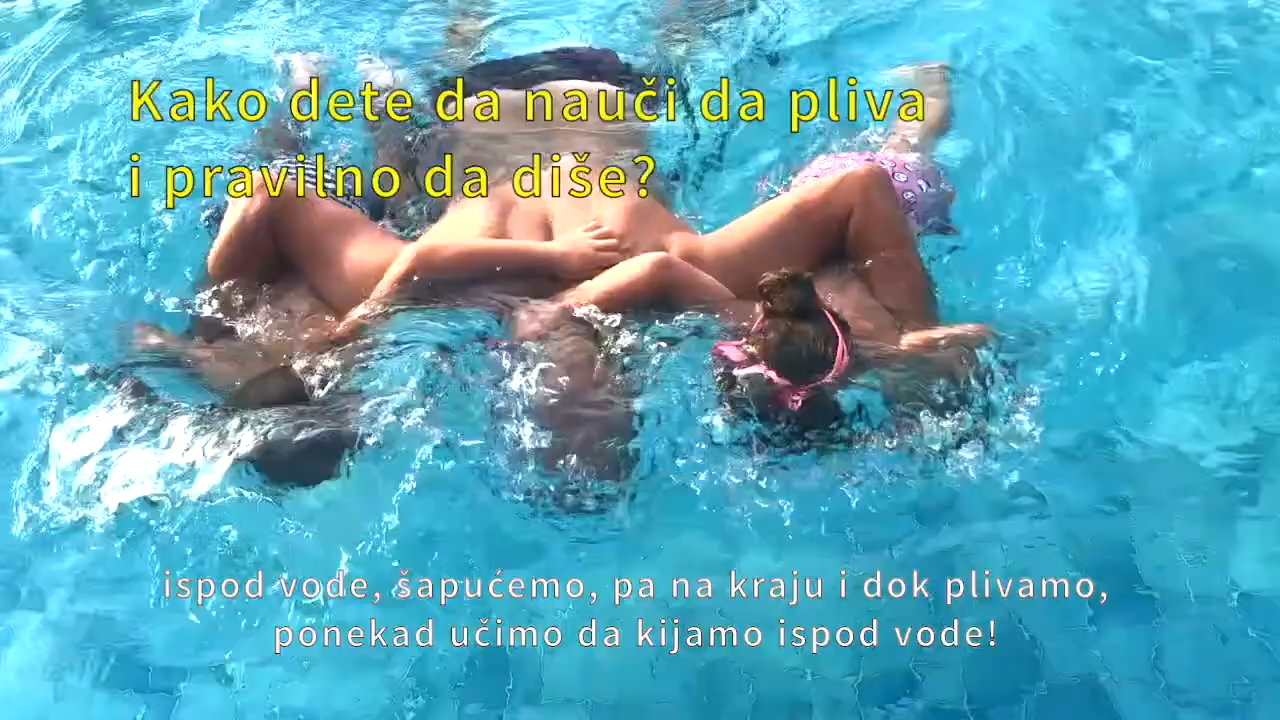 Kako dete da nauči da pliva
i pravilno da diše?
ispod vode, šapućemo, pa na kraju i dok plivamo,
ponekad učimo da kijamo ispod vode!